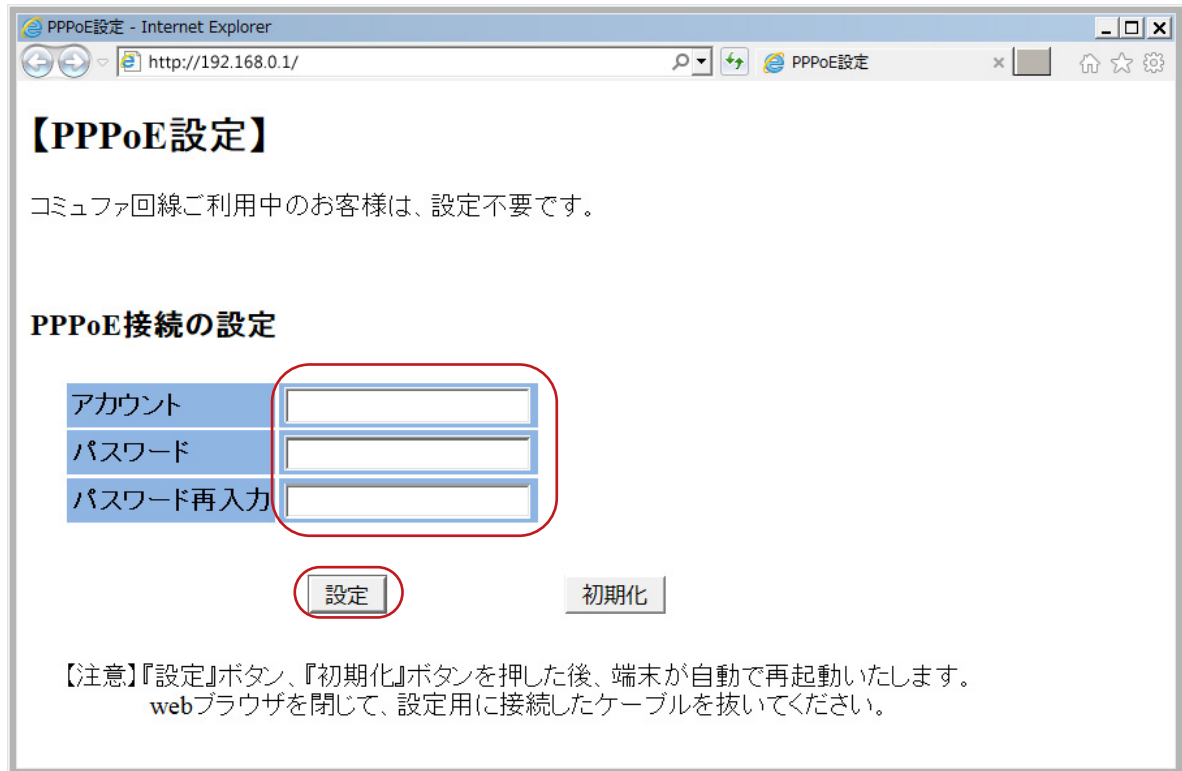 PPPoE設定 - Internet Explorer
http://192.168.0.1/
PPPoE設定
【PPPoE設定】
コミュファ回線ご利用中のお客様は、設定不要です。
PPPoE接続の設定
アカウント
パスワード
パスワード再入力
設定
初期化
【注意】『設定』ボタン、『初期化』ボタンを押した後、端末が自動で再起動いたします。
webブラウザを閉じて、設定用に接続したケーブルを抜いてください。